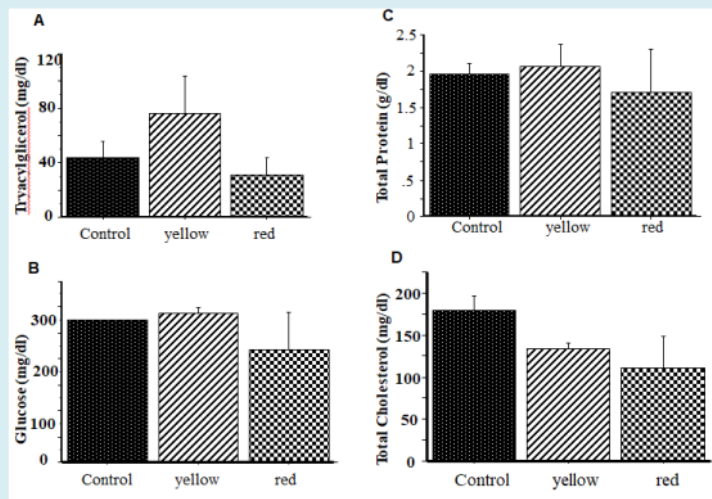 A
Tryacylglicerol (mg/dl)
120
80
40
0
Control yellow red
B
Glucose (mg/dl)
300
200
100
0
Control yellow red
C
Total Protein (g/dl)
2.5
2
1.5
1
.5
0
Control yellow red
D
Total Cholesterol (mg/dl)
200
150
100
50
0
Control yellow red